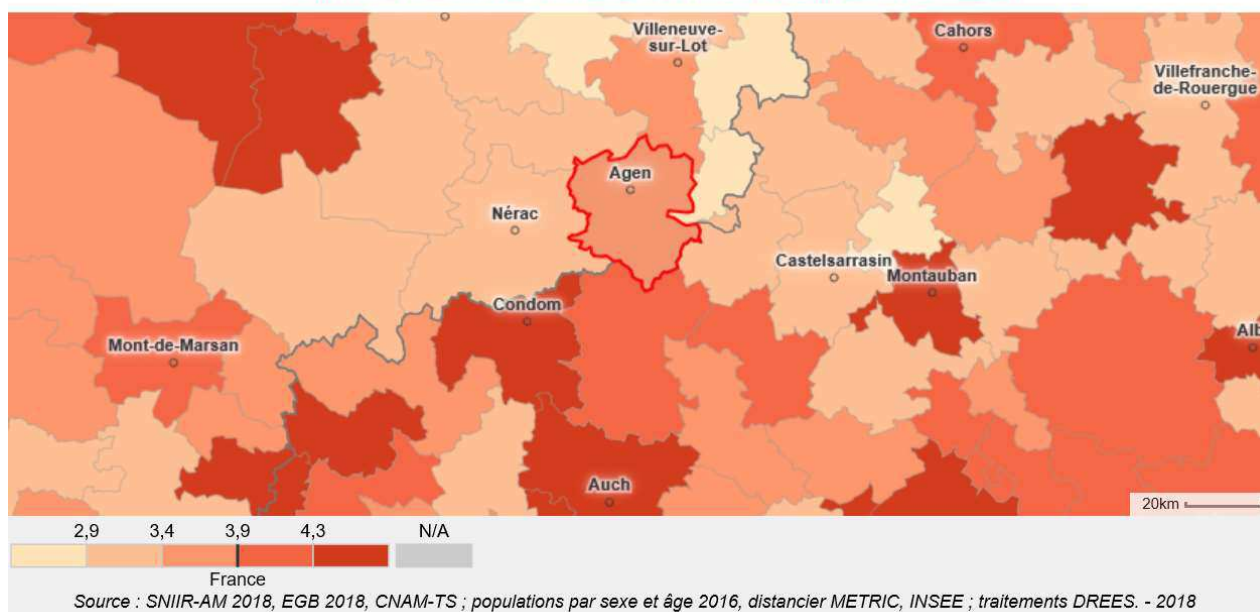 Villeneuve-
sur-Lot
Cahors
Villefranche-
de-Rouergue
Agen
Nérac
Castelsarrasin
Montauban
Condom
Mont-de-Marsan
Alb
Auch
20km
2,9 3,4 3,9 4,3 N/A
France
Source : SNIIR-AM 2018, EGB 2018, CNAM-TS ; populations par sexe et âge 2016, distancier METRIC, INSEE ; traitements DREES. - 2018